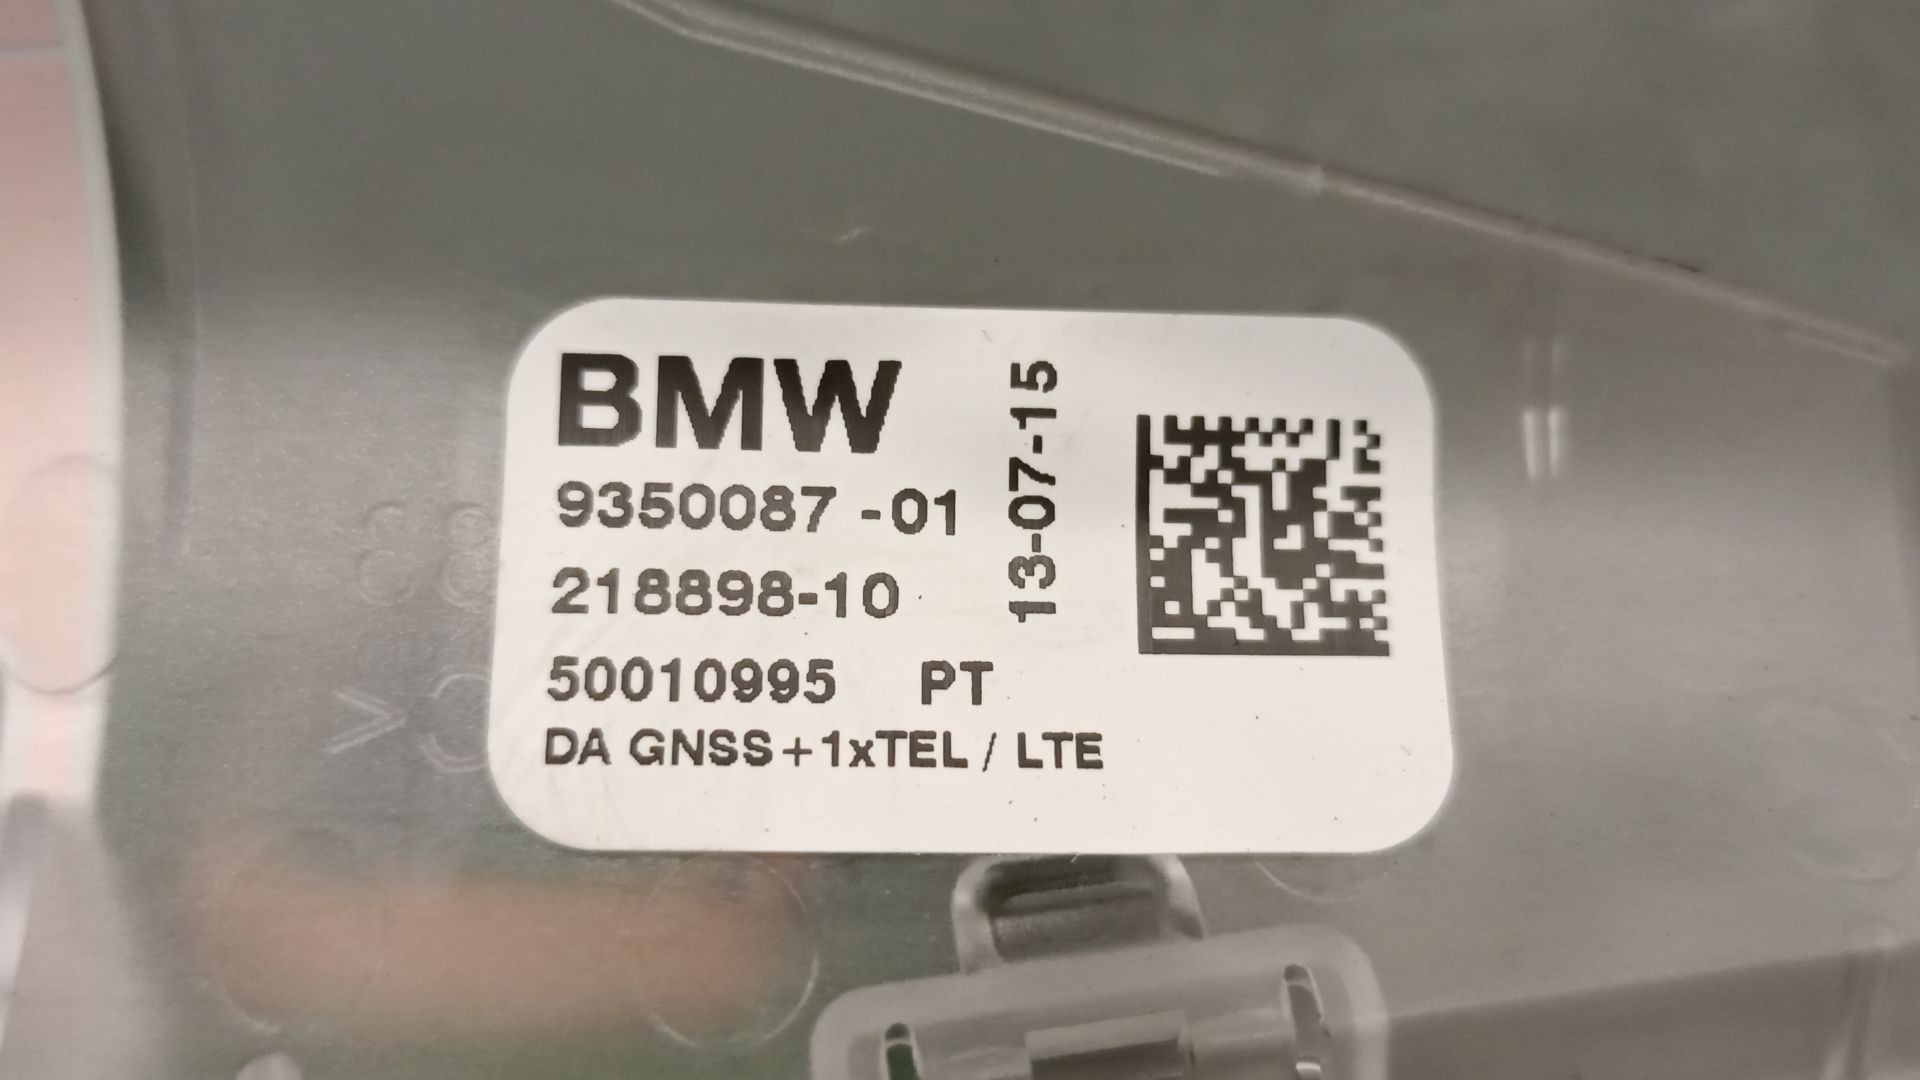 BMW
9350087 -01
218898-10
50010995 PT
DA GNSS+1xTEL / LTE
13-07-15